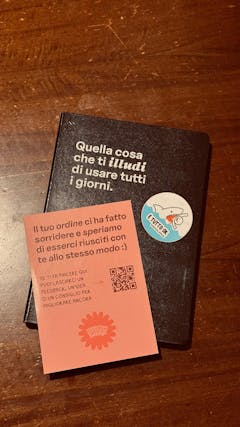 Quella cosa
che ti illudi
di usare tutti
i giorni.
È TUTTO OK
Il tuo ordine ci ha fatto
sorridere e speriamo
di esserci riusciti con
te allo stesso modo :)
SE TI FA PIACERE QUI
PUOI LASCIARCI UN
FEEDBACK, UN'IDEA
O UN CONSIGLIO PER
MIGLIORARE ANCORA